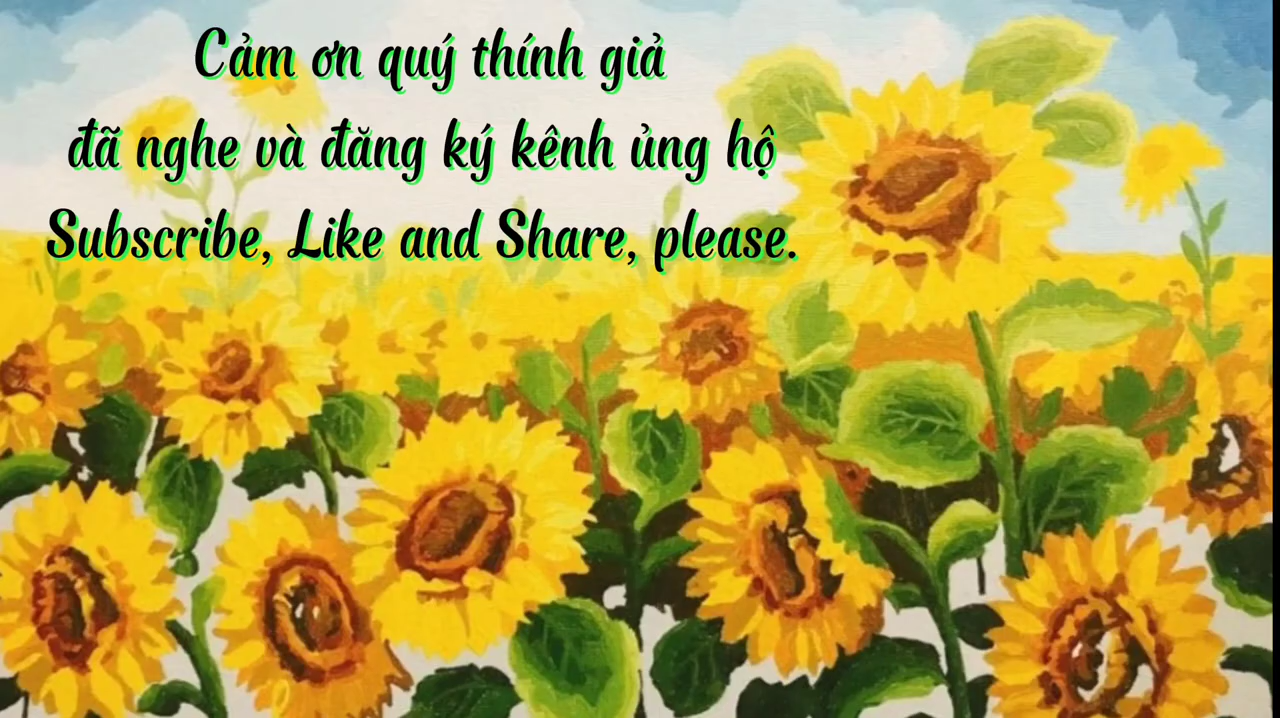 Cảm ơn quý thính giả
đã nghe và đăng ký kênh ủng hộ
Subscribe, Like and Share, please.